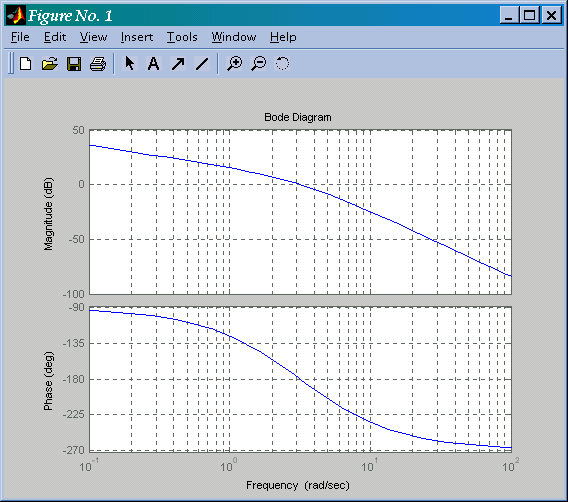 Figure No. 1
File Edit View Insert Tools Window Help
A
Bode Diagram
50
0
-50
-100
Magnitude (dB)
-90
-135
-180
-225
-270
Phase (deg)
10^-1 10^0 10^1 10^2
Frequency (rad/sec)